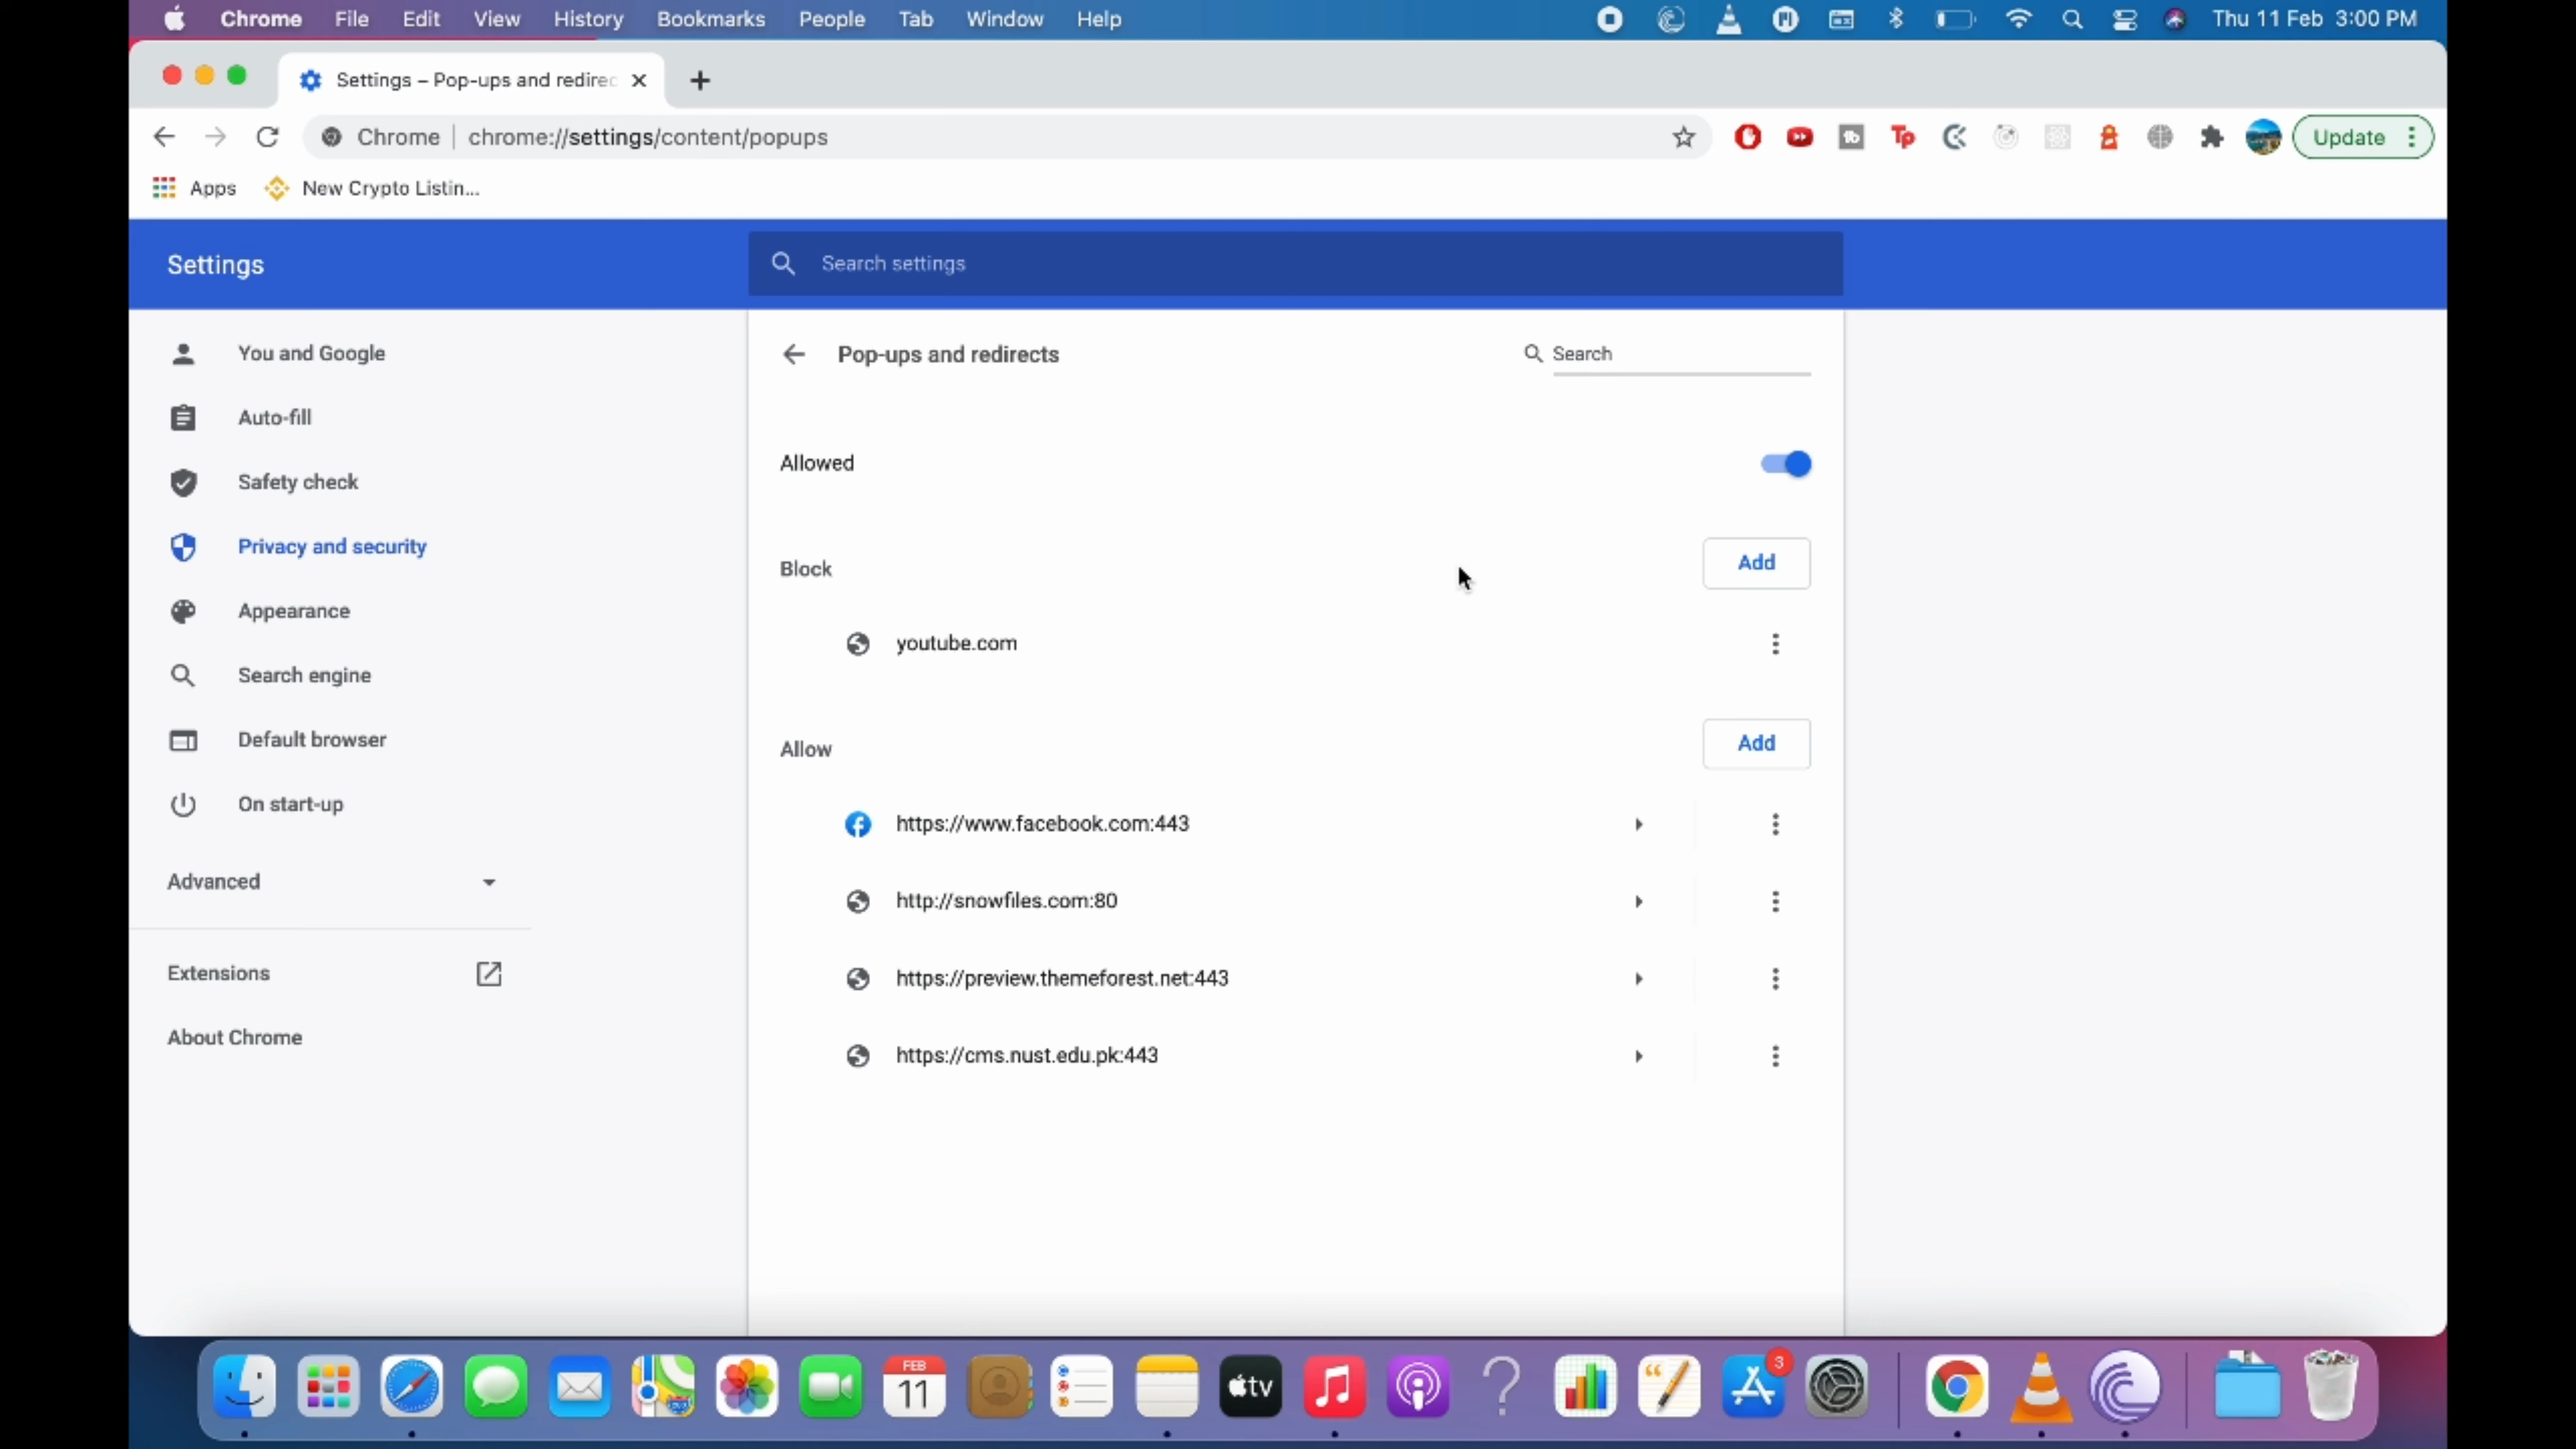 Chrome File Edit View History Bookmarks People Tab Window Help Thu 11 Feb 3:00 PM
Settings – Pop-ups and redirec
Chrome chrome://settings/content/popups Update
Apps New Crypto Listin...
Settings
Search settings
You and Google
Auto-fill
Safety check
Privacy and security
Appearance
Search engine
Default browser
On start-up
Advanced
Extensions
About Chrome
Pop-ups and redirects
Search
Allowed
Block
Add
youtube.com
Allow
Add
https://www.facebook.com:443
http://snowfiles.com:80
https://preview.themeforest.net:443
https://cms.nust.edu.pk:443
FEB
11
tv
3